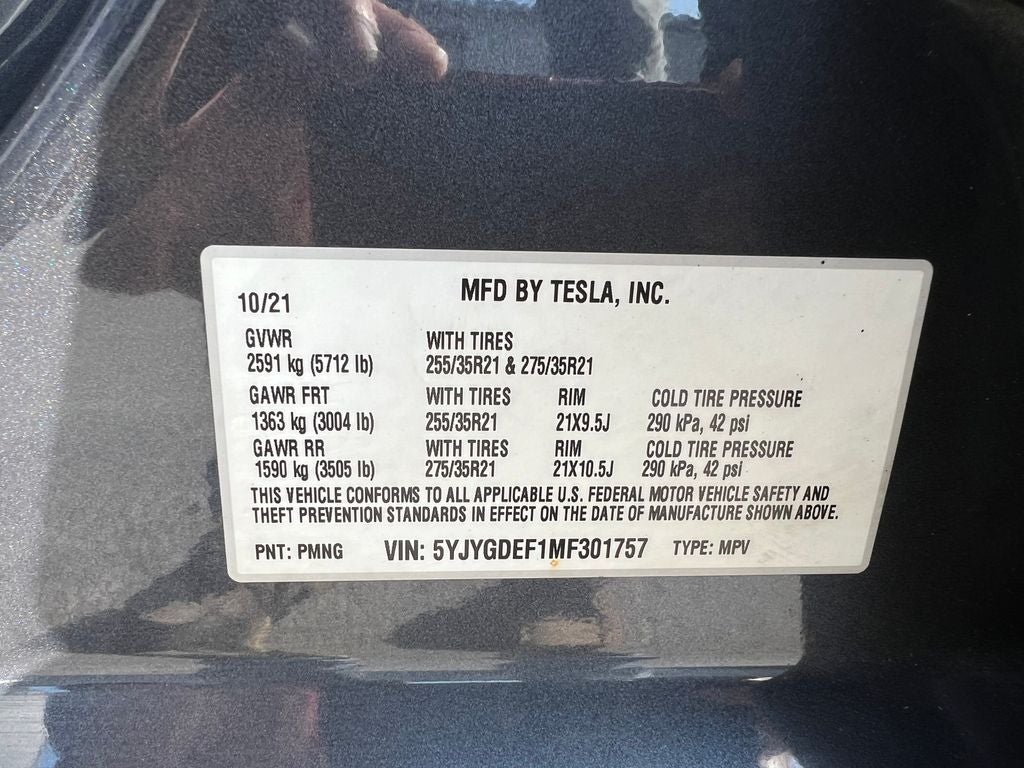 MFD BY TESLA, INC.
10/21
GVWR WITH TIRES
2591 kg (5712 lb) 255/35R21 & 275/35R21
GAWR FRT WITH TIRES RIM COLD TIRE PRESSURE
1363 kg (3004 lb) 255/35R21 21X9.5J 290 kPa, 42 psi
GAWR RR WITH TIRES RIM COLD TIRE PRESSURE
1590 kg (3505 lb) 275/35R21 21X10.5J 290 kPa, 42 psi
THIS VEHICLE CONFORMS TO ALL APPLICABLE U.S. FEDERAL MOTOR VEHICLE SAFETY AND
THEFT PREVENTION STANDARDS IN EFFECT ON THE DATE OF MANUFACTURE SHOWN ABOVE.
PNT: PMNG VIN: 5YJYGDEF1MF301757 TYPE: MPV